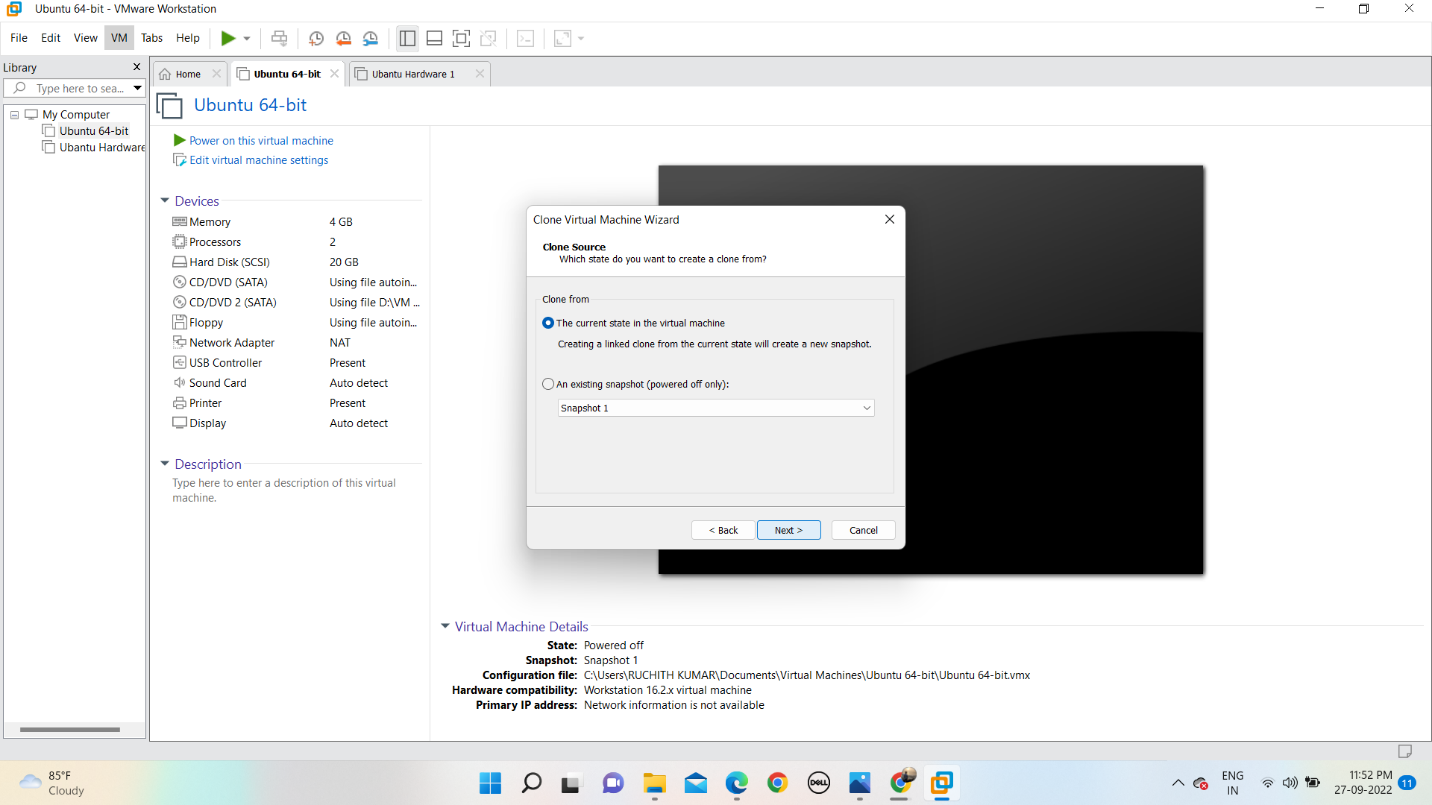 Ubuntu 64-bit - VMware Workstation
File Edit View VM Tabs Help
Library
Type here to sea...
My Computer
Ubuntu 64-bit
Ubantu Hardware
Home
Ubuntu 64-bit
Ubantu Hardware 1
Ubuntu 64-bit
Power on this virtual machine
Edit virtual machine settings
Devices
Memory 4 GB
Processors 2
Hard Disk (SCSI) 20 GB
CD/DVD (SATA) Using file autoin...
CD/DVD 2 (SATA) Using file D:\VM ...
Floppy Using file autoin...
Network Adapter NAT
USB Controller Present
Sound Card Auto detect
Printer Present
Display Auto detect
Description
Type here to enter a description of this virtual
machine.
Clone Virtual Machine Wizard
Clone Source
Which state do you want to create a clone from?
Clone from
The current state in the virtual machine
Creating a linked clone from the current state will create a new snapshot.
An existing snapshot (powered off only):
Snapshot 1
< Back Next > Cancel
Virtual Machine Details
State: Powered off
Snapshot: Snapshot 1
Configuration file: C:\Users\RUCHITH KUMAR\Documents\Virtual Machines\Ubuntu 64-bit\Ubuntu 64-bit.vmx
Hardware compatibility: Workstation 16.2.x virtual machine
Primary IP address: Network information is not available
85°F
Cloudy
DELL
ENG
IN
11:52 PM
27-09-2022
11